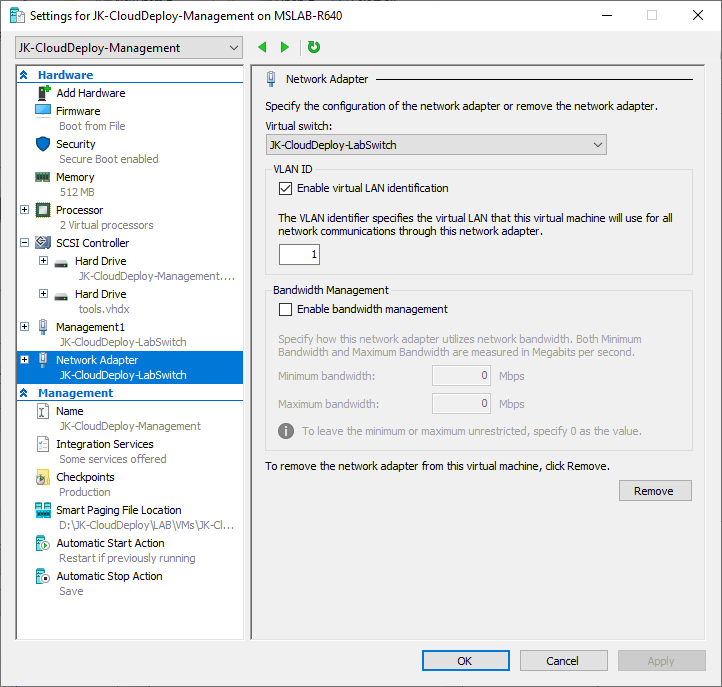 Settings for JK-CloudDeploy-Management on MSLAB-R640
JK-CloudDeploy-Management
Hardware
Add Hardware
Firmware
Boot from File
Security
Secure Boot enabled
Memory
512 MB
Processor
2 Virtual processors
SCSI Controller
Hard Drive
JK-CloudDeploy-Management....
Hard Drive
tools.vhdx
Management1
JK-CloudDeploy-LabSwitch
Network Adapter
JK-CloudDeploy-LabSwitch
Management
Name
JK-CloudDeploy-Management
Integration Services
Some services offered
Checkpoints
Production
Smart Paging File Location
D:\JK-CloudDeploy\LAB\VMs\JK-Cl...
Automatic Start Action
Restart if previously running
Automatic Stop Action
Save
Network Adapter
Specify the configuration of the network adapter or remove the network adapter.
Virtual switch:
JK-CloudDeploy-LabSwitch
VLAN ID
Enable virtual LAN identification
The VLAN identifier specifies the virtual LAN that this virtual machine will use for all
network communications through this network adapter.
1
Bandwidth Management
Enable bandwidth management
Specify how this network adapter utilizes network bandwidth. Both Minimum
Bandwidth and Maximum Bandwidth are measured in Megabits per second.
Minimum bandwidth: 0 Mbps
Maximum bandwidth: 0 Mbps
To leave the minimum or maximum unrestricted, specify 0 as the value.
To remove the network adapter from this virtual machine, click Remove.
Remove
OK Cancel Apply